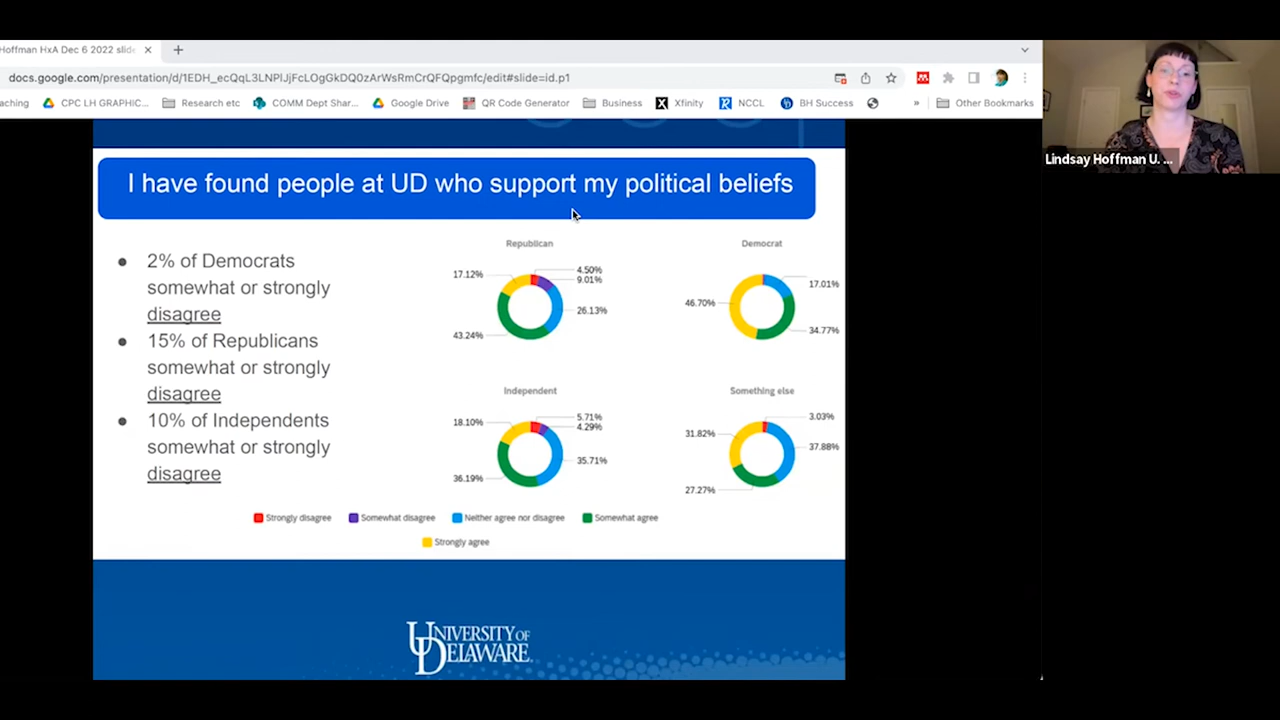 Hoffman HxA Dec 6 2022 slide
docs.google.com/presentation/d/1EDH_ecQqL3LNPIJjFcLOgGkDQ0zArWsRmCrQFQpgmfc/edit#slide=id.p1
aching
CPC LH GRAPHIC...
Research etc
COMM Dept Shar...
Google Drive
QR Code Generator
Business
Xfinity
NCCL
BH Success
»
Other Bookmarks
Lindsay Hoffman U. ...
I have found people at UD who support my political beliefs
• 2% of Democrats
somewhat or strongly
disagree
• 15% of Republicans
somewhat or strongly
disagree
• 10% of Independents
somewhat or strongly
disagree
Republican
4.50%
9.01%
17.12%
26.13%
43.24%
Democrat
17.01%
46.70%
34.77%
Independent
5.71%
4.29%
18.10%
35.71%
36.19%
Something else
3.03%
31.82%
37.88%
27.27%
Strongly disagree
Somewhat disagree
Neither agree nor disagree
Somewhat agree
Strongly agree
UNIVERSITY OF
DELAWARE